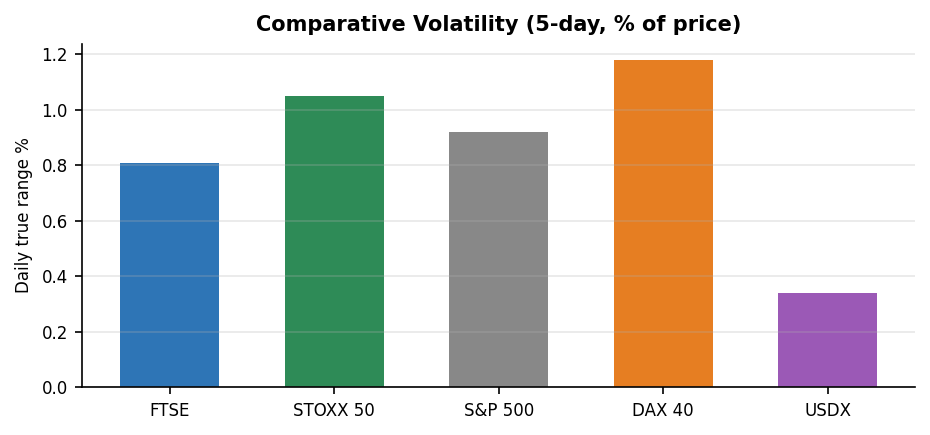 Comparative Volatility (5-day, % of price)
Daily true range %
1.2
1.0
0.8
0.6
0.4
0.2
0.0
FTSE
STOXX 50
S&P 500
DAX 40
USDX